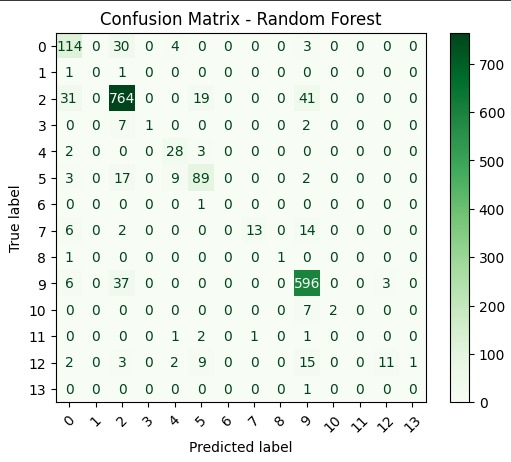 Confusion Matrix - Random Forest
0 114 0 30 0 4 0 0 0 0 3 0 0 0 0
1 1 0 1 0 0 0 0 0 0 0 0 0 0 0
2 31 0 764 0 0 19 0 0 0 41 0 0 0 0
3 0 0 7 1 0 0 0 0 0 2 0 0 0 0
4 2 0 0 0 28 3 0 0 0 0 0 0 0 0
5 3 0 17 0 9 89 0 0 0 2 0 0 0 0
6 0 0 0 0 0 1 0 0 0 0 0 0 0 0
7 6 0 2 0 0 0 0 13 0 14 0 0 0 0
8 1 0 0 0 0 0 0 0 1 0 0 0 0 0
9 6 0 37 0 0 0 0 0 0 596 0 0 3 0
10 0 0 0 0 0 0 0 0 0 7 2 0 0 0
11 0 0 0 0 1 2 0 1 0 1 0 0 0 0
12 2 0 3 0 2 9 0 0 0 15 0 0 11 1
13 0 0 0 0 0 0 0 0 0 1 0 0 0 0
0 1 2 3 4 5 6 7 8 9 10 11 12 13
Predicted label
True label
700
600
500
400
300
200
100
0